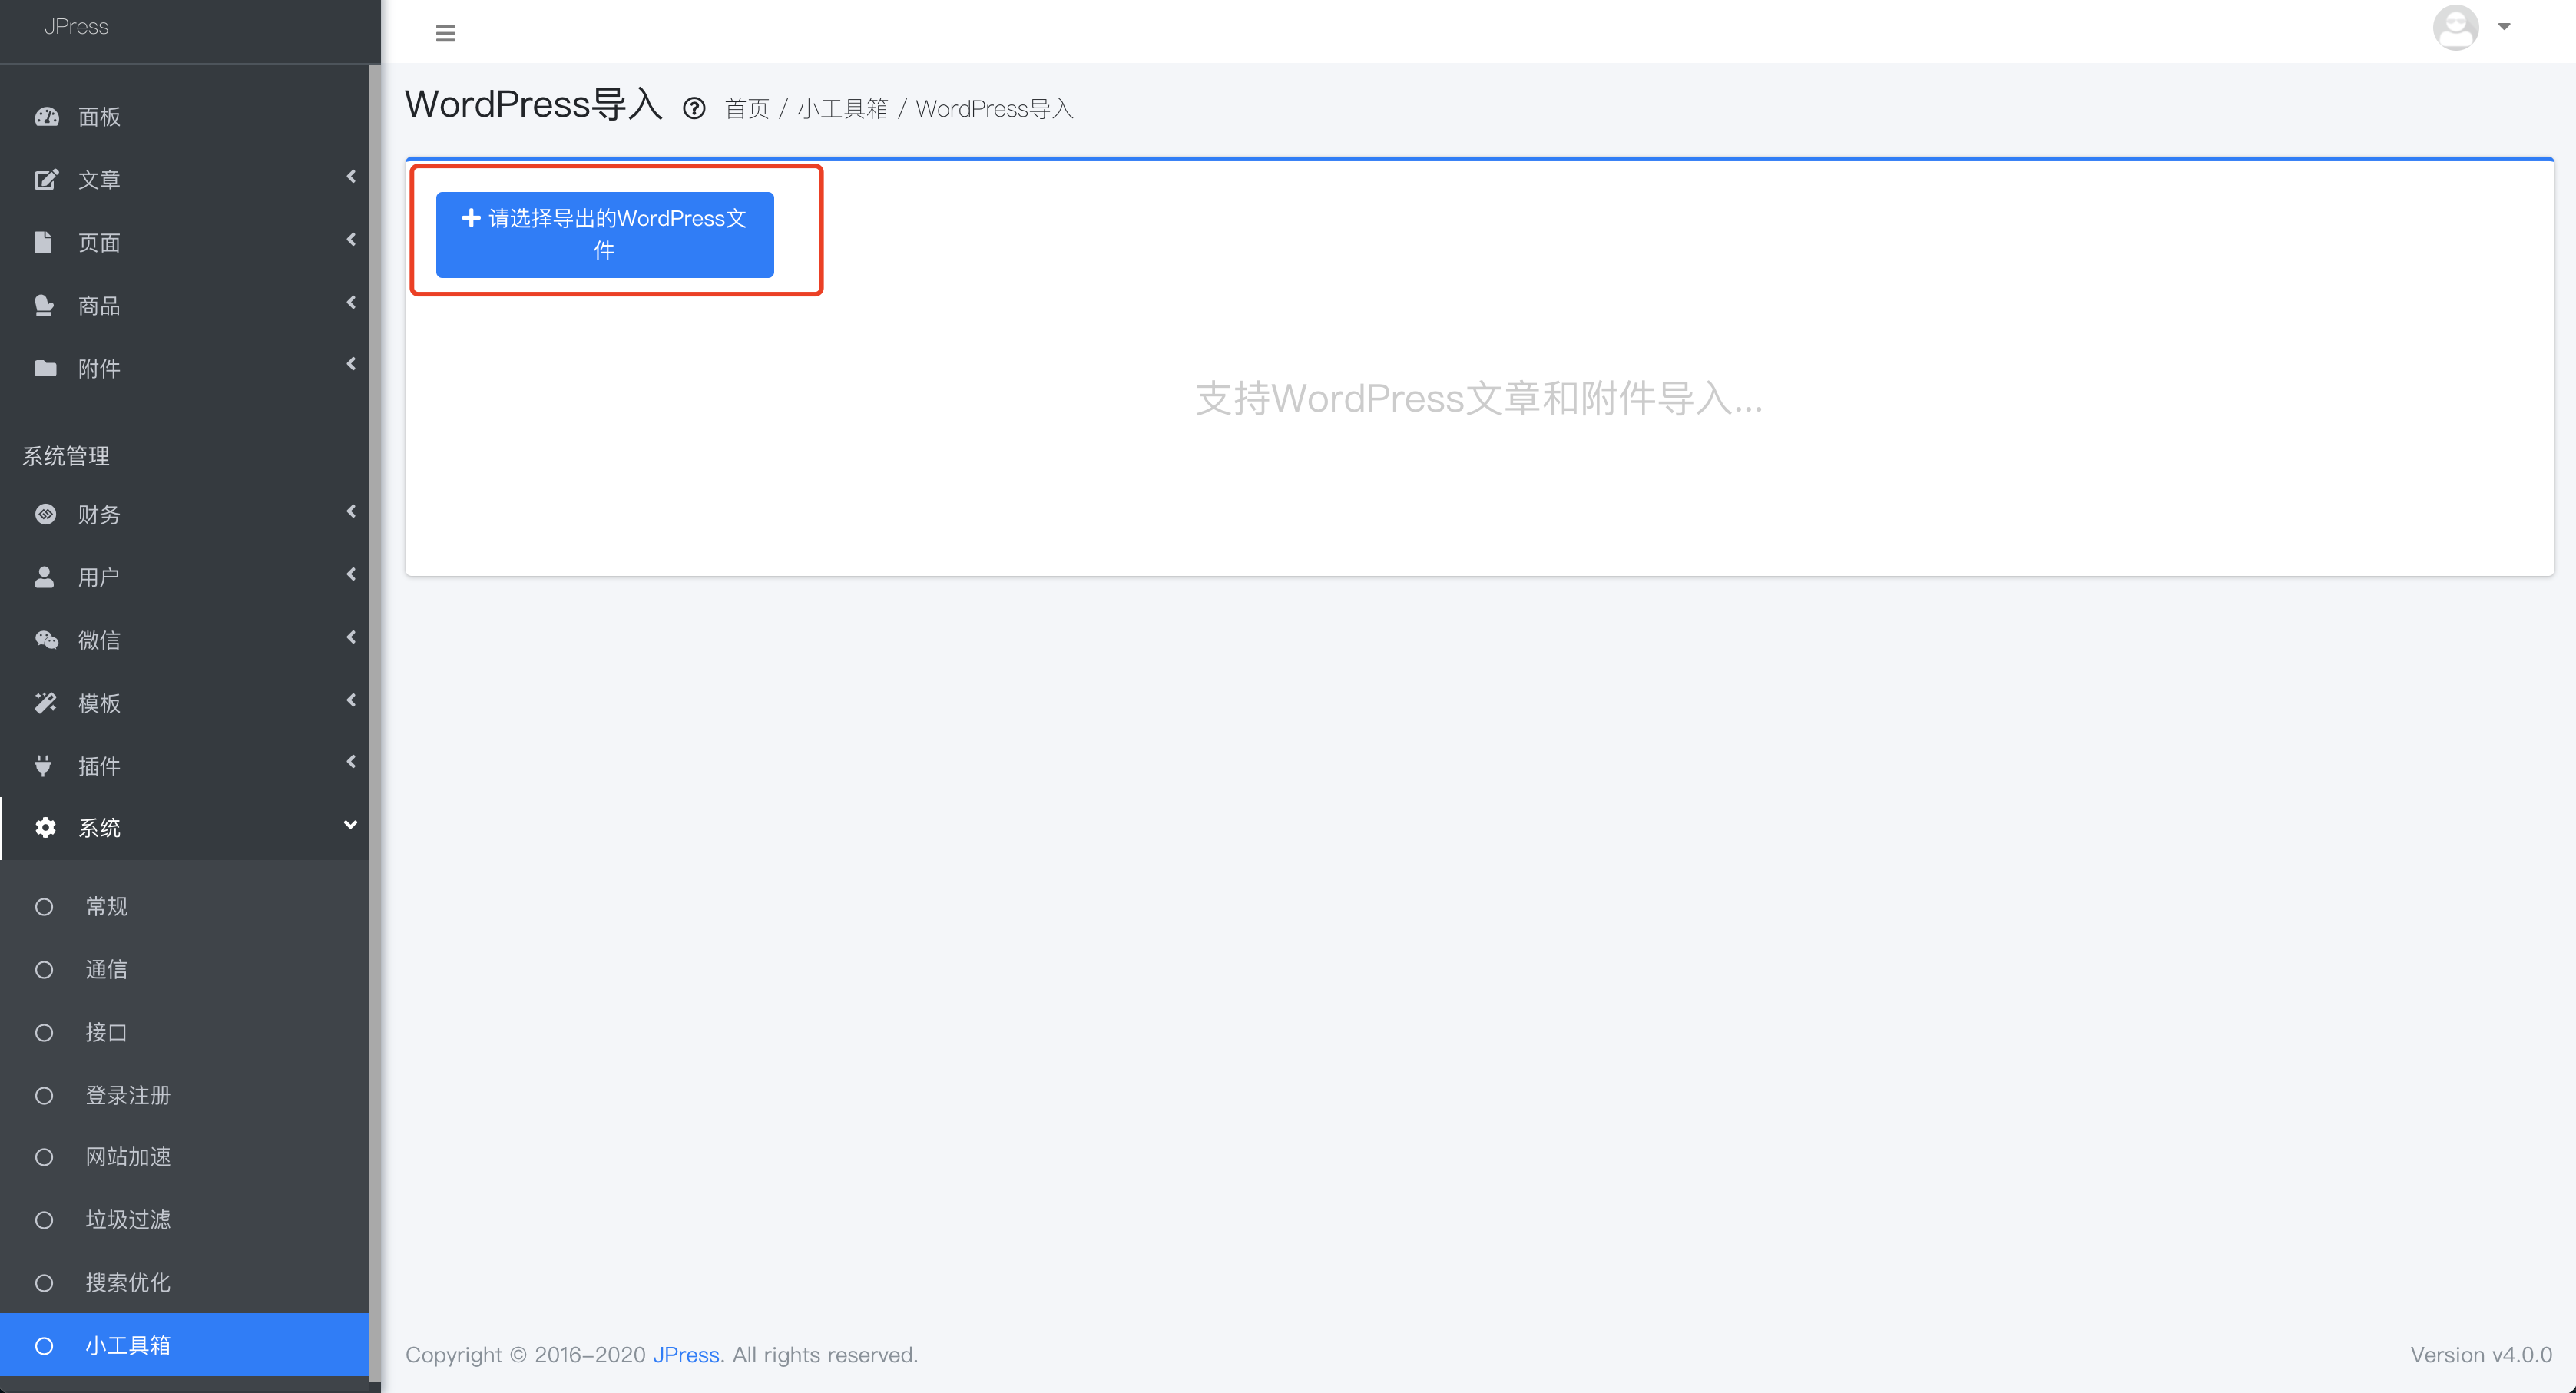 JPress
面板
文章
页面
商品
附件
系统管理
财务
用户
微信
模板
插件
系统
常规
通信
接口
登录注册
网站加速
垃圾过滤
搜索优化
小工具箱
WordPress导入 首页 / 小工具箱 / WordPress导入
请选择导出的WordPress文
件
支持WordPress文章和附件导入...
Copyright © 2016-2020 JPress. All rights reserved.
Version v4.0.0